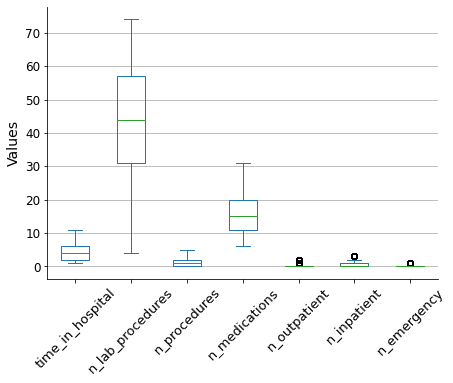 70
60
50
40
30
20
10
0
Values
time_in_hospital
n_lab_procedures
n_procedures
n_medications
n_outpatient
n_inpatient
n_emergency